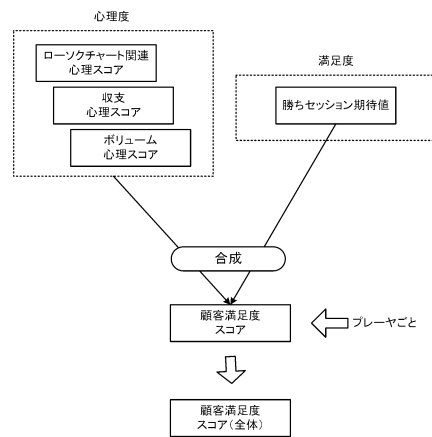 心理度
ローソクチャート関連
心理スコア
収支
心理スコア
ボリューム
心理スコア
満足度
勝ちセッション期待値
合成
顧客満足度
スコア
プレーヤごと
顧客満足度
スコア(全体)